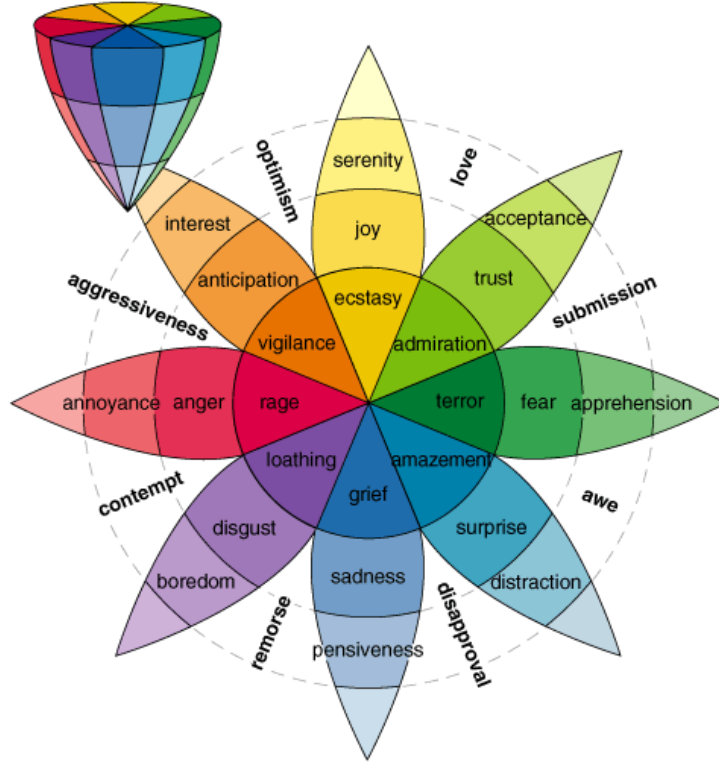 optimism
serenity
love
interest
joy
acceptance
anticipation
trust
aggressiveness
ecstasy
submission
vigilance
admiration
annoyance
anger
rage
terror
fear
apprehension
loathing
amazement
contempt
grief
awe
disgust
surprise
boredom
sadness
distraction
remorse
pensiveness
disapproval